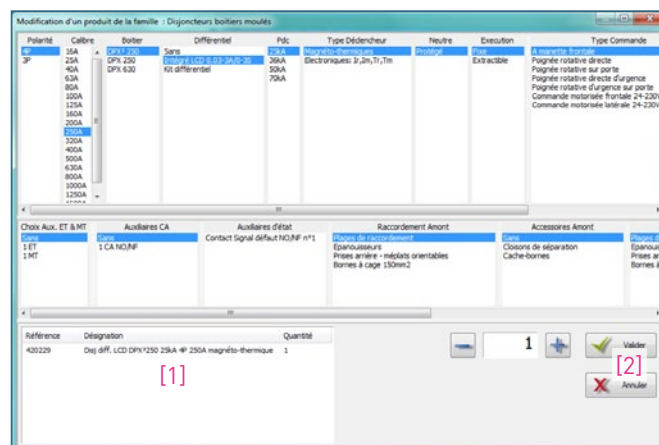 Modification d'un produit de la famille : Disjoncteurs boitiers moulés
Polarité Calibre Boitier Différentiel Pdc Type Dédencheur Neutre Execution Type Commande
4P 16A DPX³ 250 Sans 25kA Magnéto-thermiques Protégé Fixe A manette frontale
3P 25A DPX 250 Intégré LCD 0,03-3A/0-3S 36kA Electroniques: Ir,Im,Tr,Tm Extractible Poignée rotative directe
40A DPX 630 Kit différentiel 50kA Poignée rotative sur porte
63A 70kA Poignée rotative directe d'urgence
80A Poignée rotative d'urgence sur porte
100A Commande motorisée frontale 24-230V
125A Commande motorisée latérale 24-230V
160A
200A
250A
320A
400A
500A
630A
800A
1000A
1250A
Choix Aux. ET & MT Auxiliaires CA Auxiliaires d'état Raccordement Amont Accessoires Amont
Sans Sans Contact Signal défaut NO/NF n°1 Plages de raccordement Sans Plages d
1 ET 1 CA NO/NF Epanouisseurs Cloisons de séparation Epanouis
1 MT Prises arrière - méplats orientables Cache-bornes Prises ar
Bornes à cage 150mm2 Bornes à
Référence Désignation Quantité
420229 Disj diff. LCD DPX³250 25kA 4P 250A magnéto-thermique 1
1
Valider
Annuler
[1]
[2]